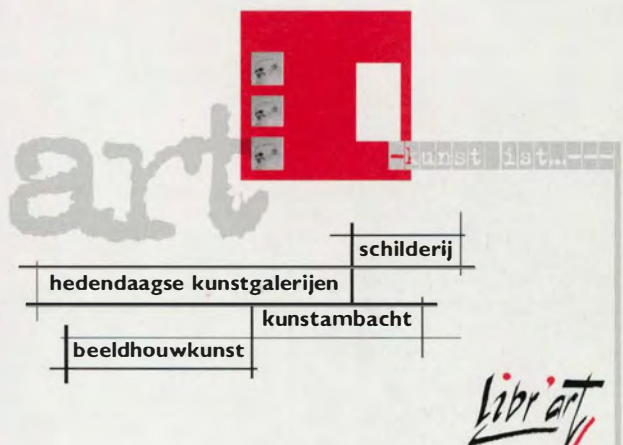 art
-kunst ist...---
schilderij
hedendaagse kunstgalerijen
kunstambacht
beeldhouwkunst
Libr'art